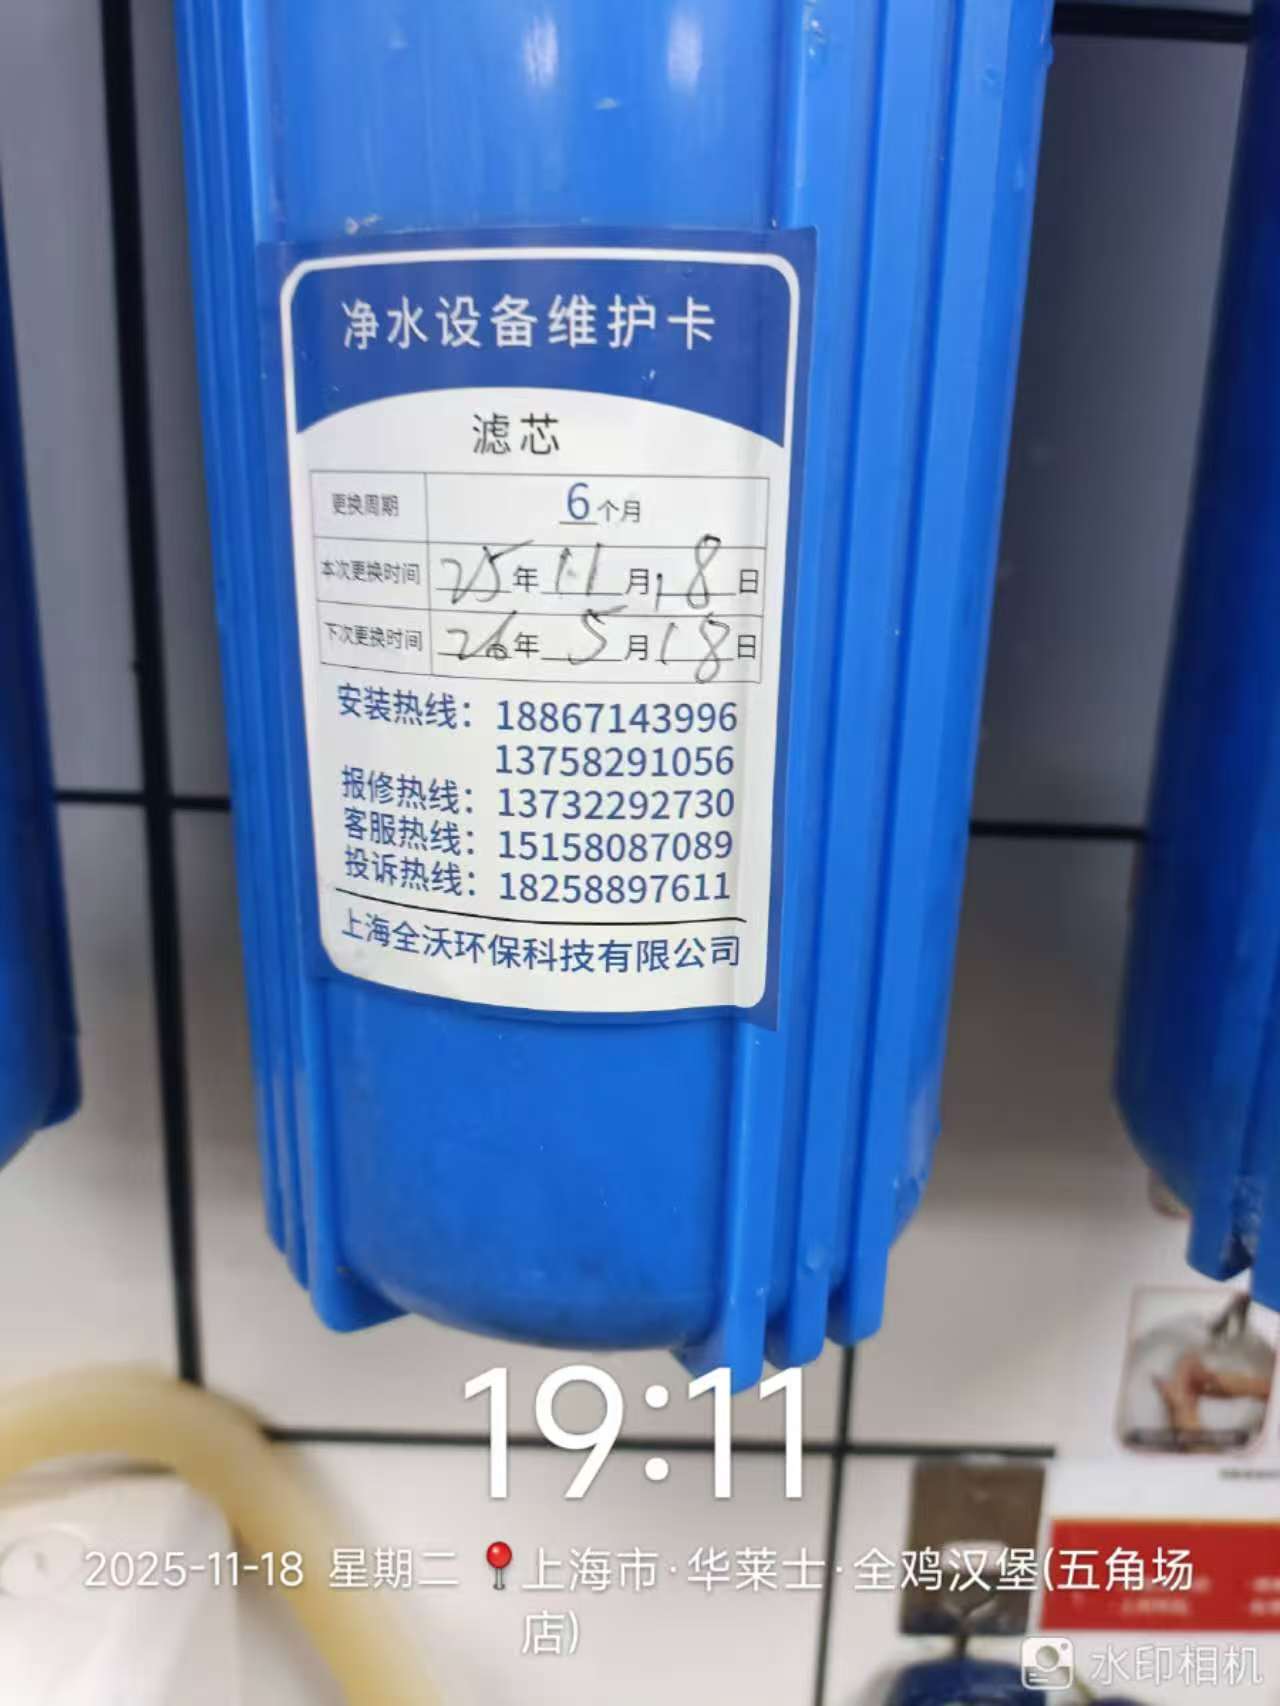 净水设备维护卡
滤芯
更换周期 6个月
本次更换时间 25年11月18日
下次更换时间 26年5月18日
安装热线：18867143996
13758291056
报修热线：13732292730
客服热线：15158087089
投诉热线：18258897611
上海全沃环保科技有限公司
19:11
2025-11-18 星期二 上海市·华莱士·全鸡汉堡(五角场
店)
水印相机